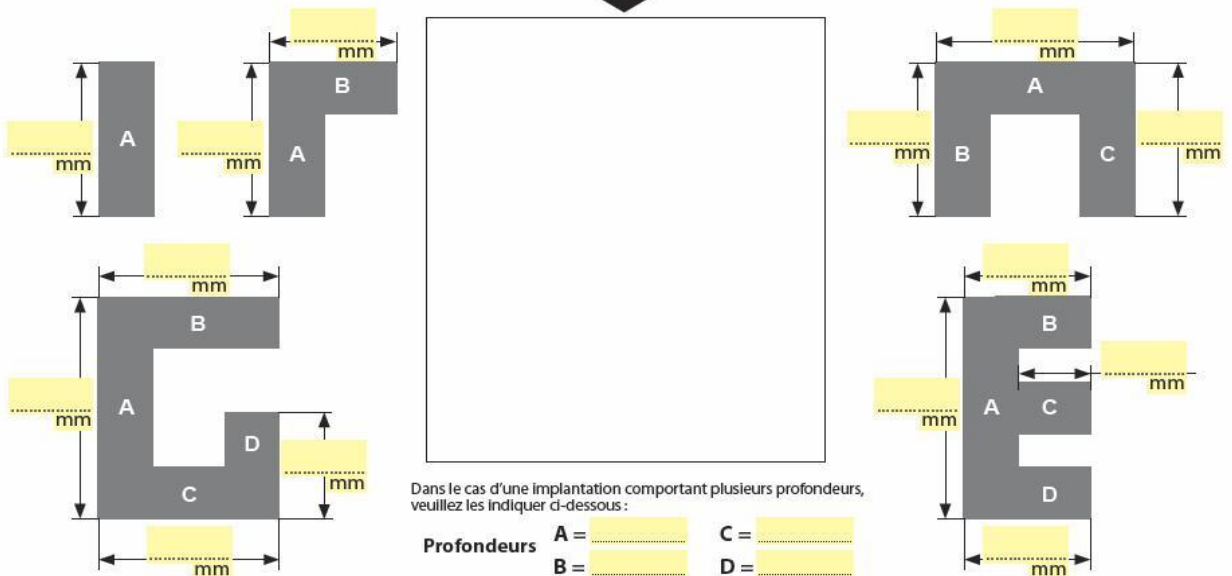 mm
mm
A
mm
B
mm
A
mm
A
mm
B
C
mm
mm
B
mm
A
D
mm
C
mm
mm
B
mm
mm
A
C
D
mm
Dans le cas d'une implantation comportant plusieurs profondeurs,
veuillez les indiquer ci-dessous :
Profondeurs
A = ............ C = ............
B = ............ D = ............